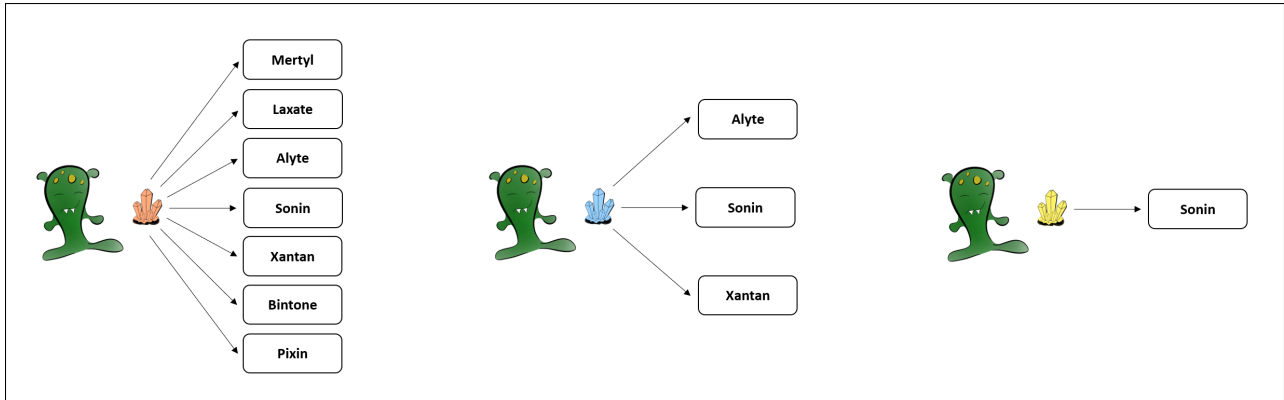 Mertyl
Laxate
Alyte
Sonin
Xantan
Bintone
Pixin
Alyte
Sonin
Xantan
Sonin